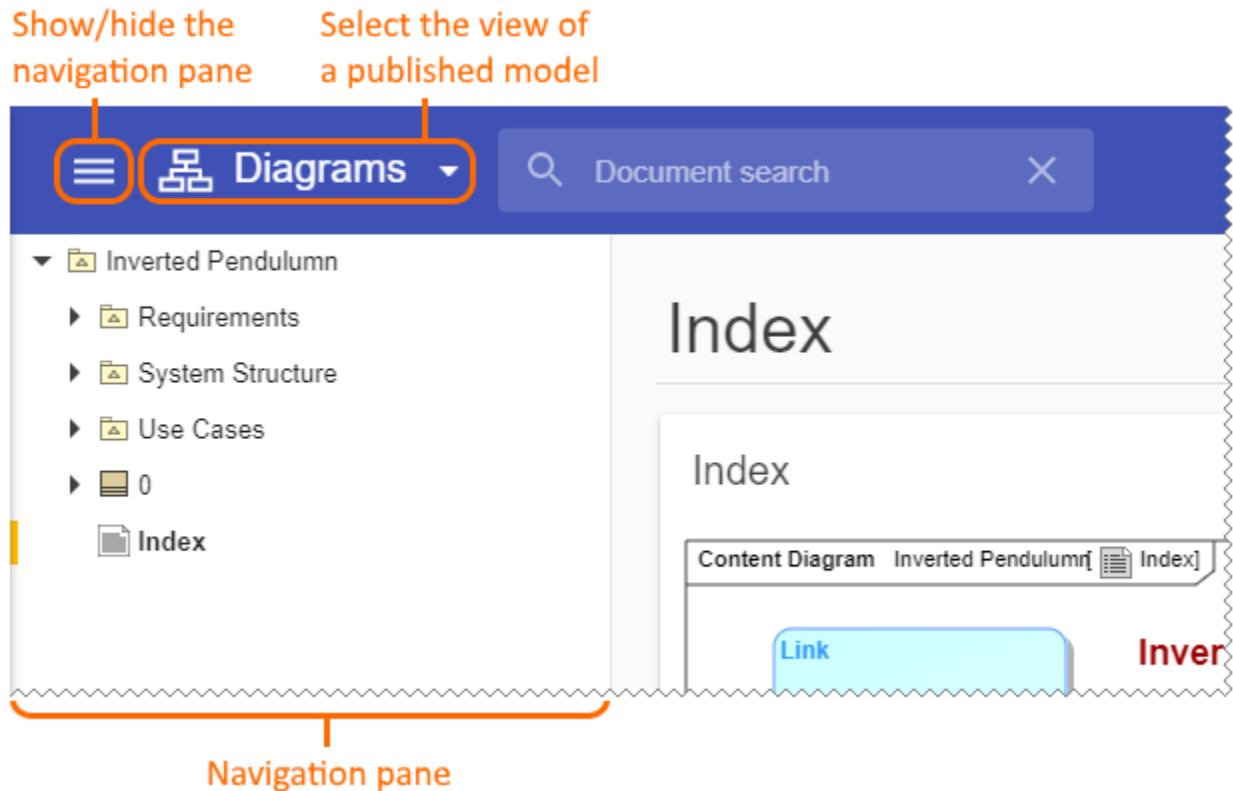 Show/hide the
navigation pane
Select the view of
a published model
Diagrams
Document search
Inverted Pendulumn
Requirements
System Structure
Use Cases
0
Index
Index
Index
Content Diagram Inverted Pendulumn[ Index]
Link
Inver
Navigation pane